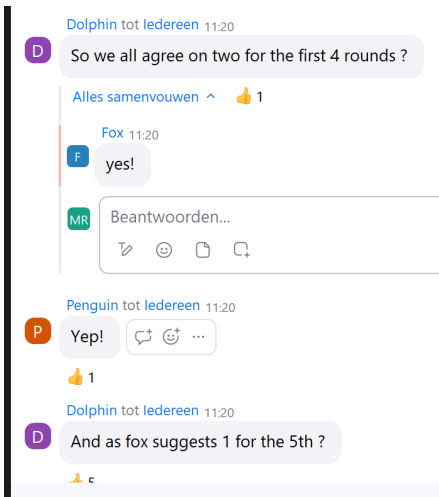 Dolphin tot Iedereen 11:20
D
So we all agree on two for the first 4 rounds ?
Alles samenvouwen 👍 1
Fox 11:20
F
yes!
MR
Beantwoorden...
Penguin tot Iedereen 11:20
P
Yep!
👍 1
Dolphin tot Iedereen 11:20
D
And as fox suggests 1 for the 5th ?